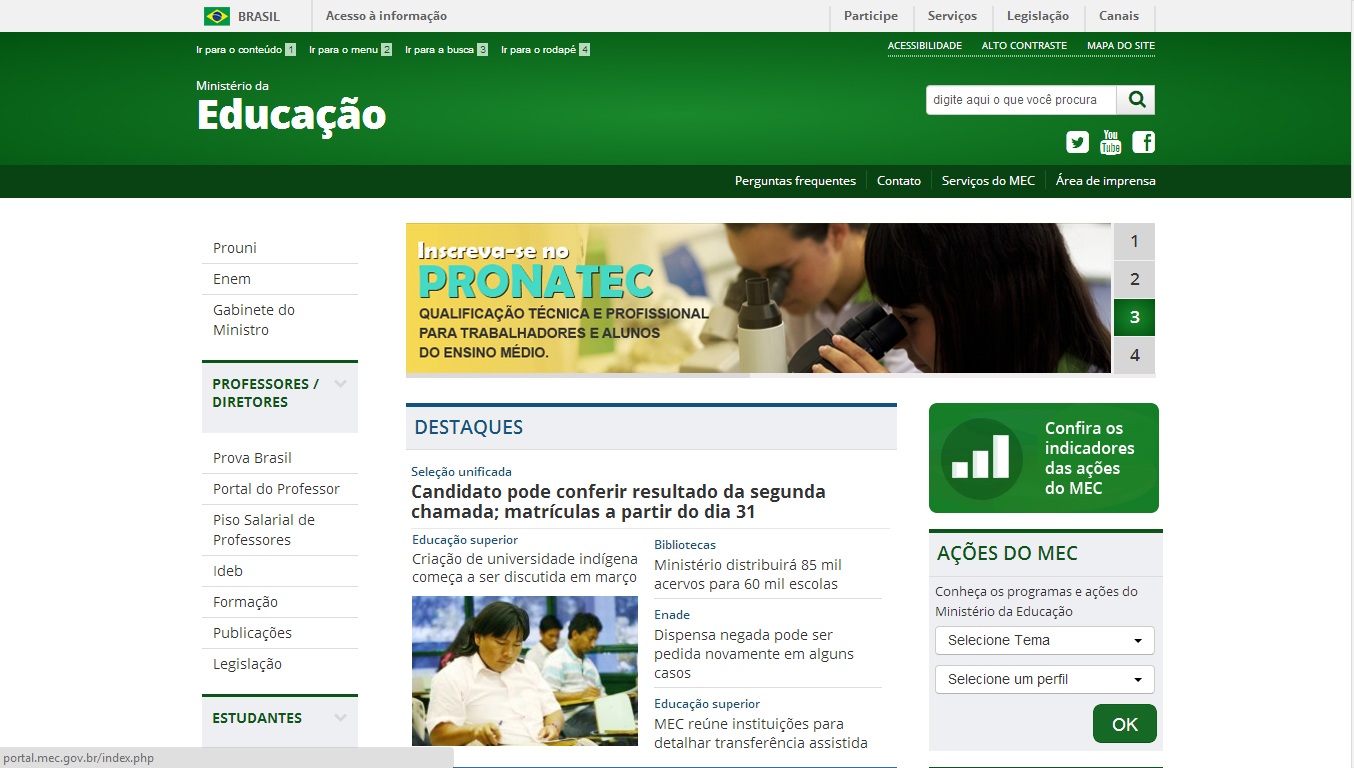 BRASIL
Acesso à informação
Participe
Serviços
Legislação
Canais
Ir para o conteúdo 1
Ir para o menu 2
Ir para a busca 3
Ir para o rodapé 4
ACESSIBILIDADE
ALTO CONTRASTE
MAPA DO SITE
Ministério da
Educação
digite aqui o que você procura
You
Tube
Perguntas frequentes
Contato
Serviços do MEC
Área de imprensa
Prouni
Enem
Gabinete do
Ministro
PROFESSORES /
DIRETORES
Prova Brasil
Portal do Professor
Piso Salarial de
Professores
Ideb
Formação
Publicações
Legislação
ESTUDANTES
Inscreva-se no
PRONATEC
QUALIFICAÇÃO TÉCNICA E PROFISSIONAL
PARA TRABALHADORES E ALUNOS
DO ENSINO MÉDIO.
1
2
3
4
DESTAQUES
Seleção unificada
Candidato pode conferir resultado da segunda
chamada; matrículas a partir do dia 31
Educação superior
Criação de universidade indígena
começa a ser discutida em março
Bibliotecas
Ministério distribuirá 85 mil
acervos para 60 mil escolas
Enade
Dispensa negada pode ser
pedida novamente em alguns
casos
Educação superior
MEC reúne instituições para
detalhar transferência assistida
Confira os
indicadores
das ações
do MEC
AÇÕES DO MEC
Conheça os programas e ações do
Ministério da Educação
Selecione Tema
Selecione um perfil
OK
portal.mec.gov.br/index.php